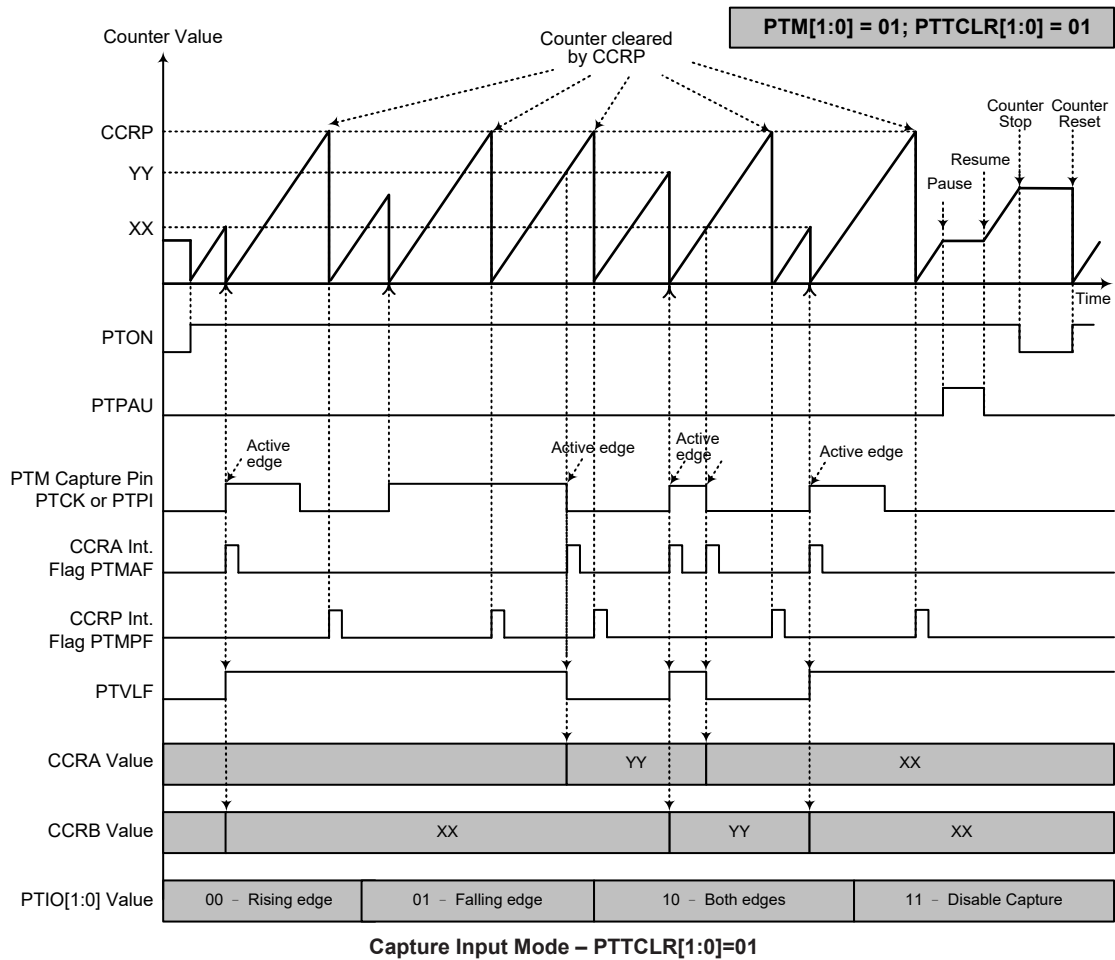 PTM[1:0] = 01; PTTCLR[1:0] = 01
Counter Value
Counter cleared
by CCRP
CCRP
YY
XX
Counter
Stop
Counter
Reset
Resume
Pause
Time
PTON
PTPAU
Active
edge
Active edge
Active
edge
Active edge
PTM Capture Pin
PTCK or PTPI
CCRA Int.
Flag PTMAF
CCRP Int.
Flag PTMPF
PTVLF
CCRA Value
YY
XX
CCRB Value
XX
YY
XX
PTIO[1:0] Value
00 – Rising edge
01 – Falling edge
10 – Both edges
11 – Disable Capture
Capture Input Mode – PTTCLR[1:0]=01